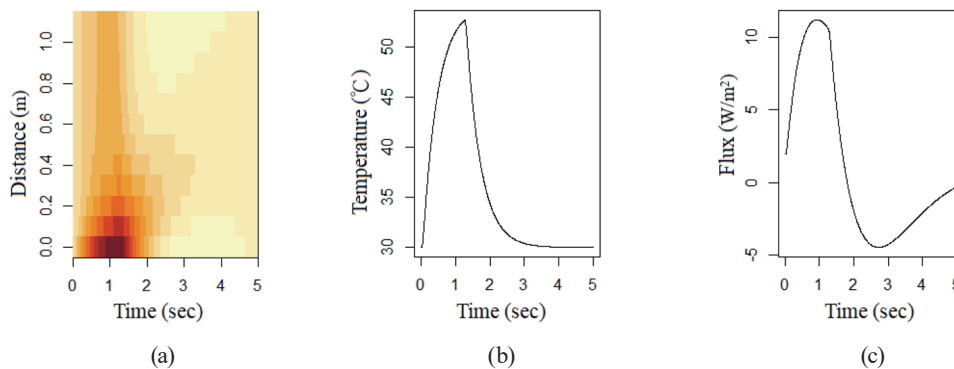 Distance (m)
0.0 0.2 0.4 0.6 0.8 1.0
0 1 2 3 4 5
Time (sec)
(a)
Temperature (℃)
30 35 40 45 50
0 1 2 3 4 5
Time (sec)
(b)
Flux (W/m²)
-5 0 5 10
0 1 2 3 4 5
Time (sec)
(c)